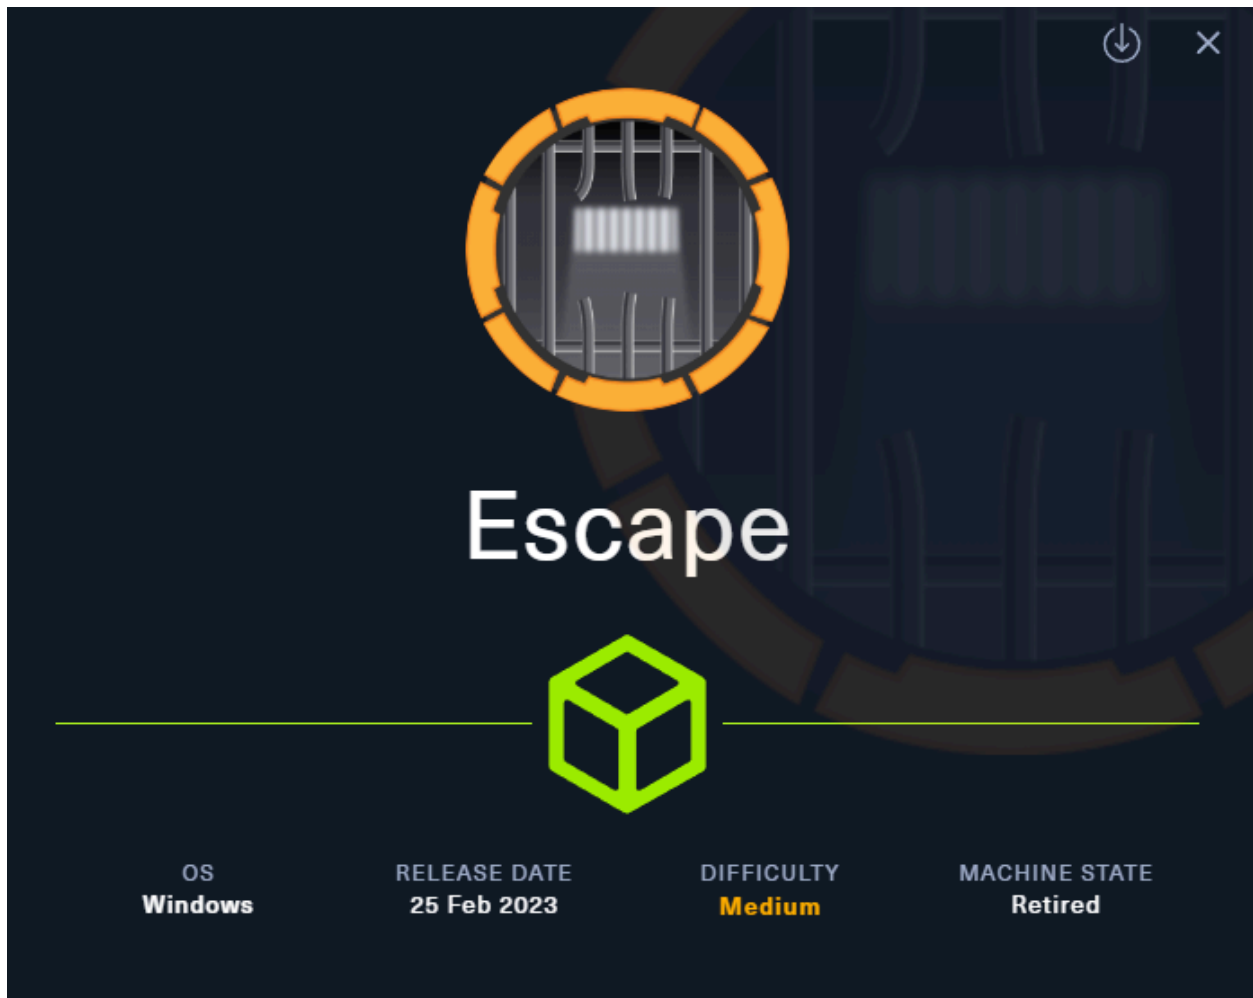 Escape
OS
Windows
RELEASE DATE
25 Feb 2023
DIFFICULTY
Medium
MACHINE STATE
Retired